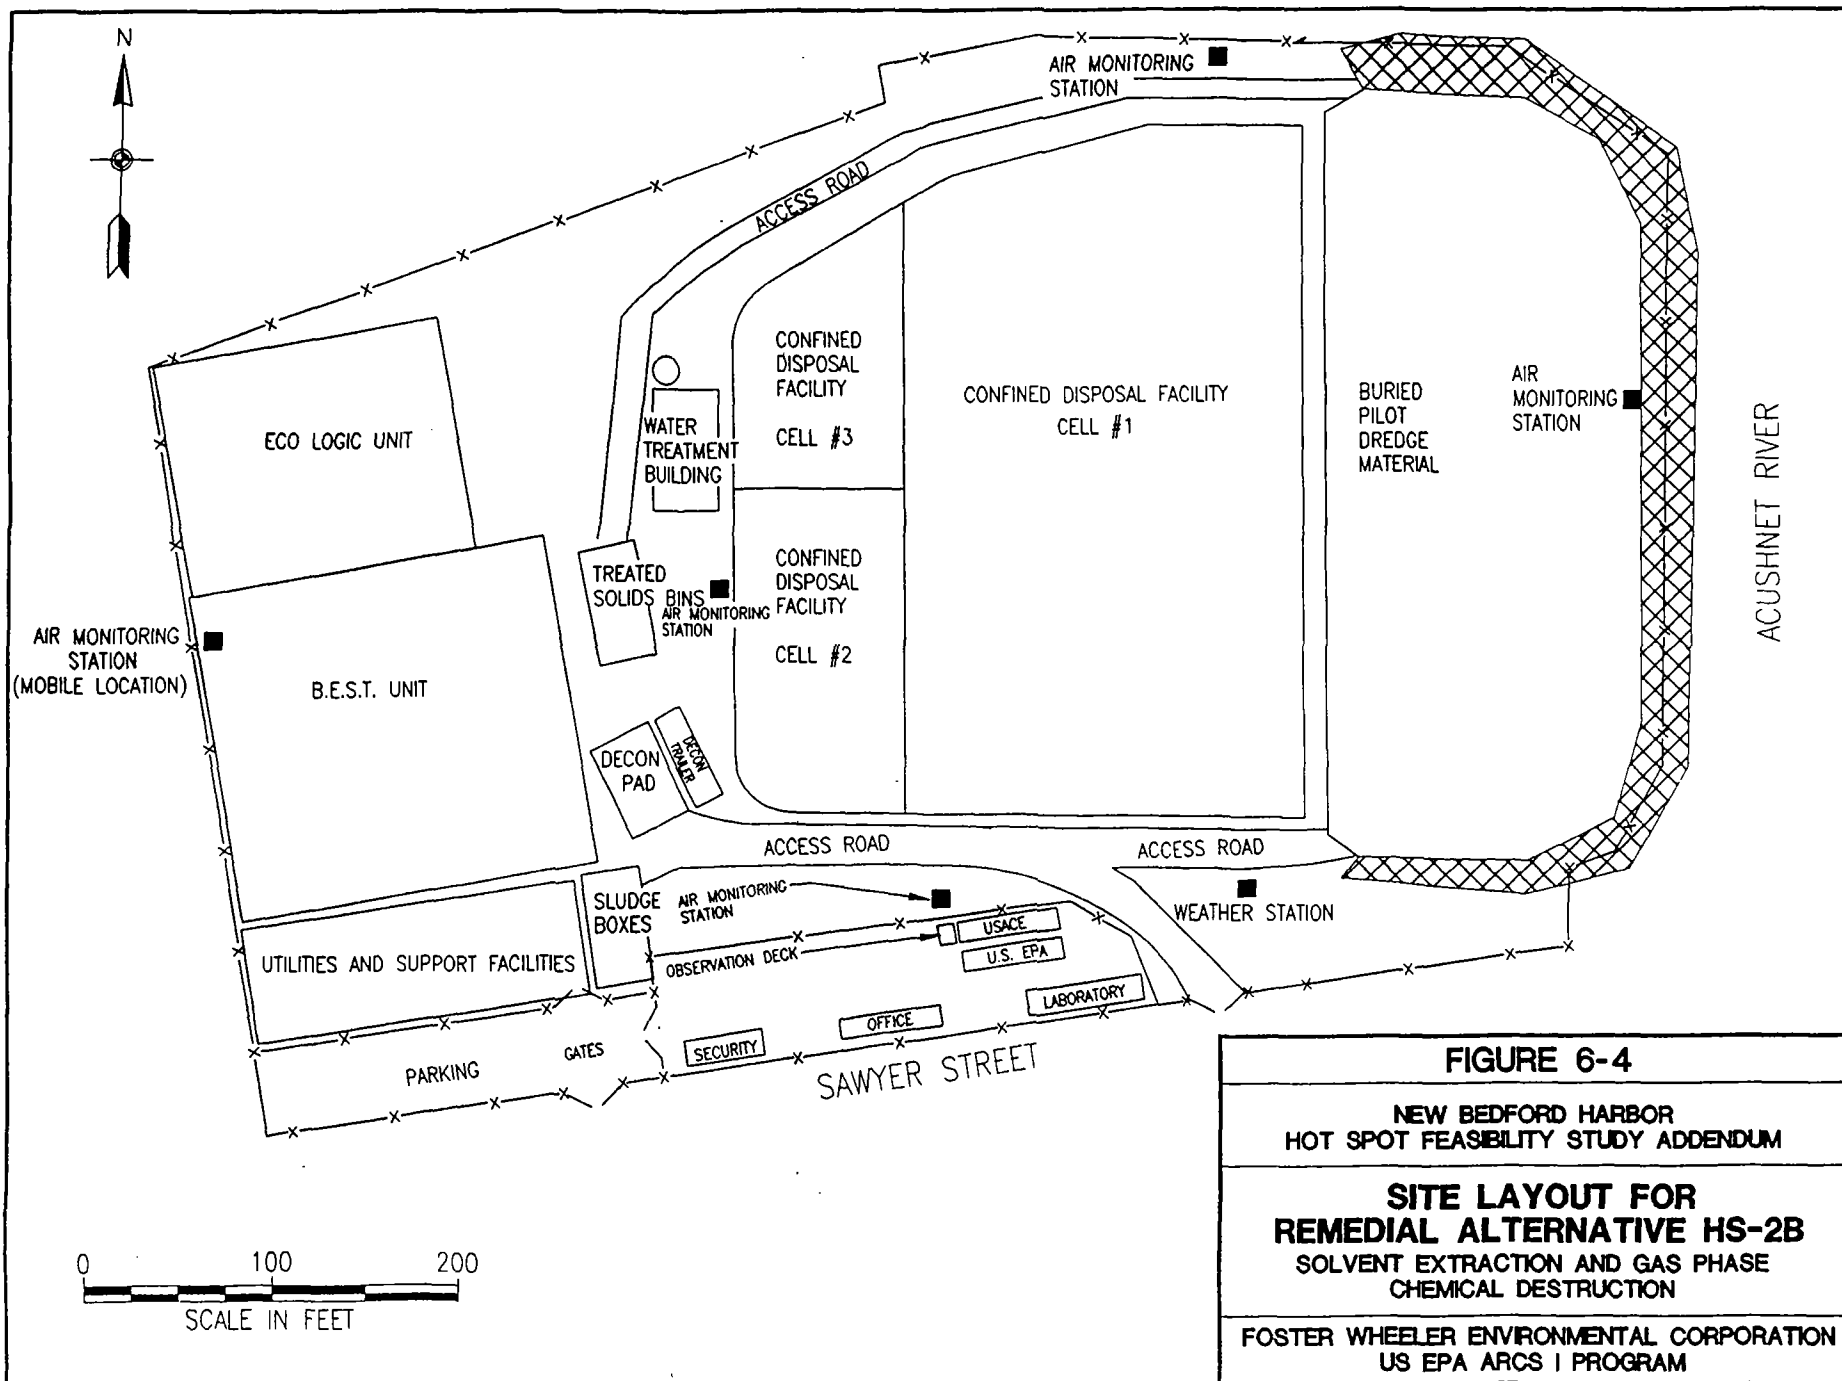 N
AIR MONITORING
STATION
ACCESS ROAD
CONFINED
DISPOSAL
FACILITY
CELL #3
CONFINED DISPOSAL FACILITY
CELL #1
BURIED
PILOT
DREDGE
MATERIAL
AIR
MONITORING
STATION
ACUSHNET RIVER
ECO LOGIC UNIT
WATER
TREATMENT
BUILDING
CONFINED
DISPOSAL
FACILITY
CELL #2
TREATED
SOLIDS BINS
AIR MONITORING
STATION
AIR MONITORING
STATION
(MOBILE LOCATION)
B.E.S.T. UNIT
DECON
PAD
DECON
TRAILER
ACCESS ROAD
ACCESS ROAD
SLUDGE
BOXES
AIR MONITORING
STATION
WEATHER STATION
USACE
U.S. EPA
OBSERVATION DECK
UTILITIES AND SUPPORT FACILITIES
LABORATORY
OFFICE
SECURITY
GATES
PARKING
SAWYER STREET
0 100 200
SCALE IN FEET
FIGURE 6-4
NEW BEDFORD HARBOR
HOT SPOT FEASIBILITY STUDY ADDENDUM
SITE LAYOUT FOR
REMEDIAL ALTERNATIVE HS-2B
SOLVENT EXTRACTION AND GAS PHASE
CHEMICAL DESTRUCTION
FOSTER WHEELER ENVIRONMENTAL CORPORATION
US EPA ARCS I PROGRAM